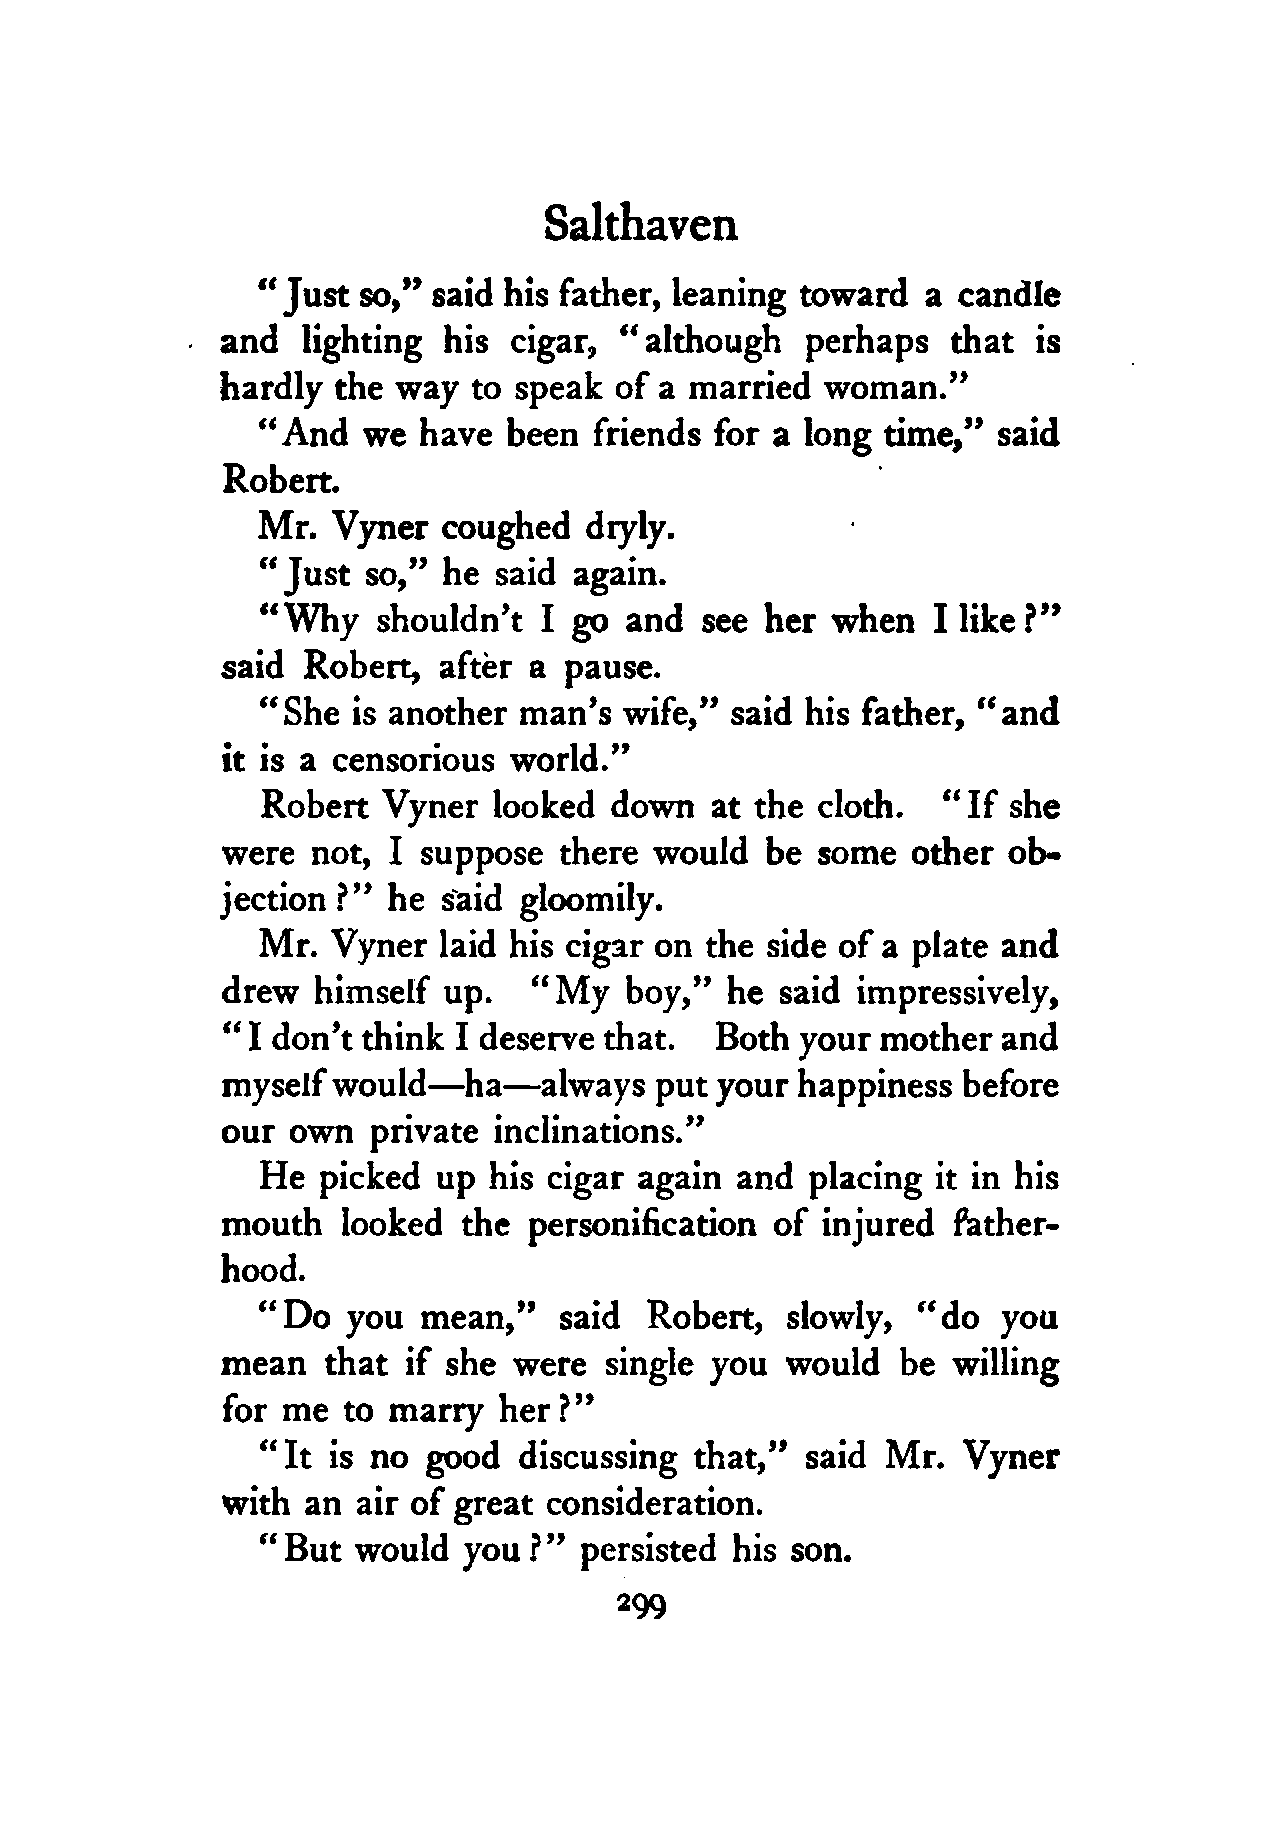 Salthaven
“Just so,” said his father, leaning toward a candle
and lighting his cigar, “although perhaps that is
hardly the way to speak of a married woman.”
“And we have been friends for a long time,” said
Robert.
Mr. Vyner coughed dryly.
“Just so,” he said again.
“Why shouldn’t I go and see her when I like?”
said Robert, after a pause.
“She is another man’s wife,” said his father, “and
it is a censorious world.”
Robert Vyner looked down at the cloth. “If she
were not, I suppose there would be some other ob-
jection?” he said gloomily.
Mr. Vyner laid his cigar on the side of a plate and
drew himself up. “My boy,” he said impressively,
“I don’t think I deserve that. Both your mother and
myself would—ha—always put your happiness before
our own private inclinations.”
He picked up his cigar again and placing it in his
mouth looked the personification of injured father-
hood.
“Do you mean,” said Robert, slowly, “do you
mean that if she were single you would be willing
for me to marry her?”
“It is no good discussing that,” said Mr. Vyner
with an air of great consideration.
“But would you?” persisted his son.
299